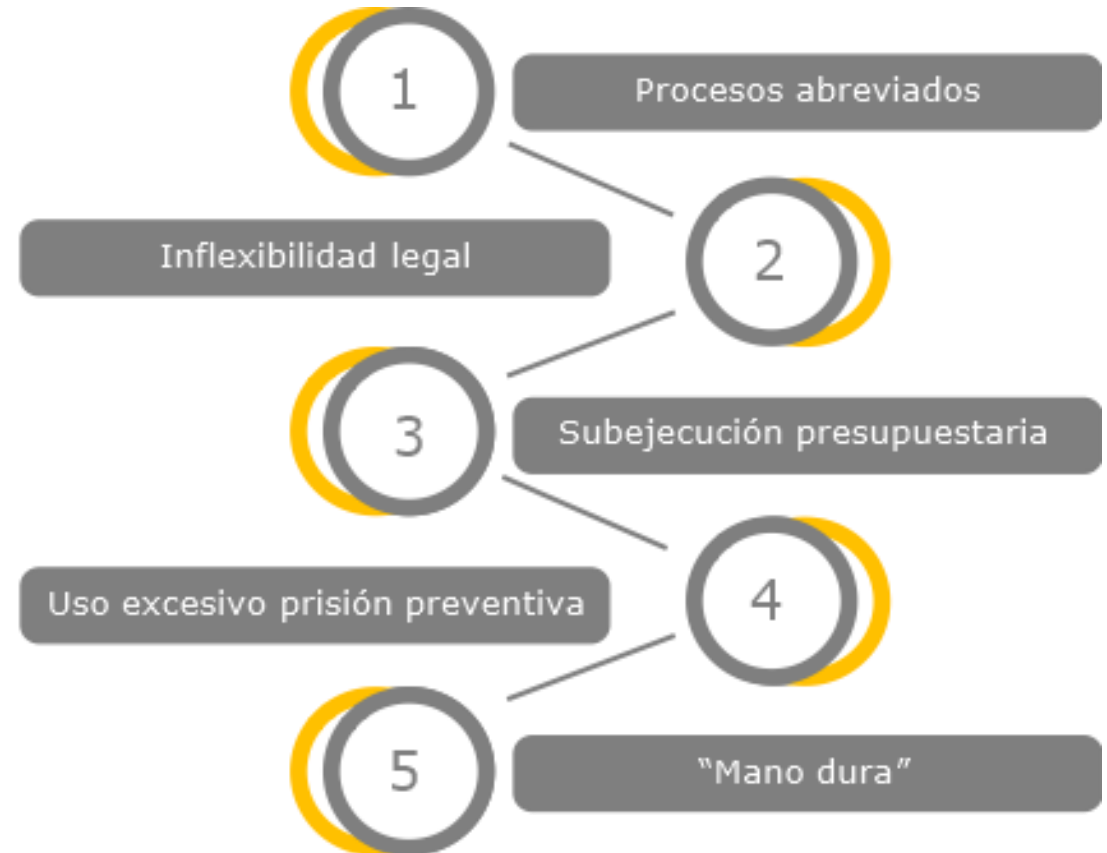 1
Procesos abreviados
Inflexibilidad legal
2
3
Subejecución presupuestaria
Uso excesivo prisión preventiva
4
5
“Mano dura”